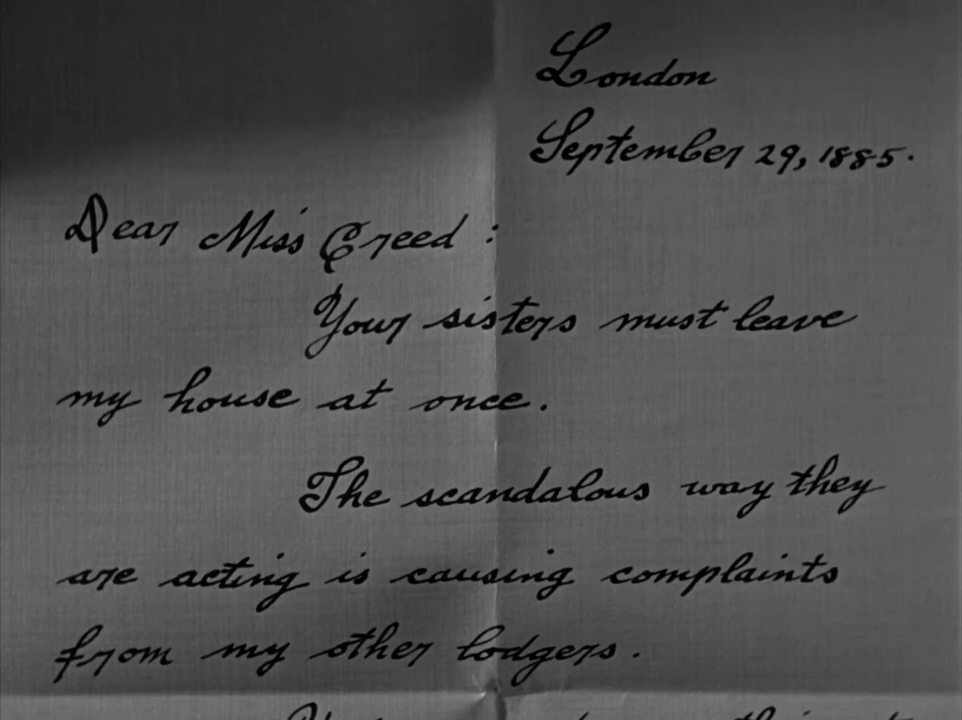 London
September 29, 1885.
Dear Miss Creed :
Your sisters must leave
my house at once.
The scandalous way they
are acting is causing complaints
from my other lodgers.